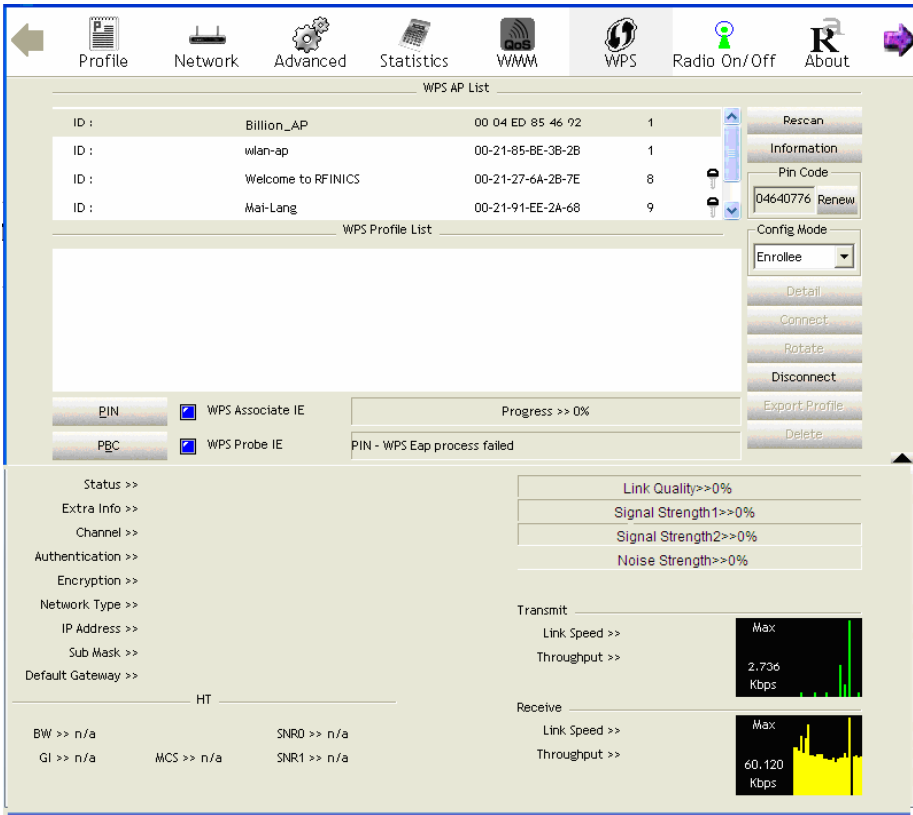 Profile Network Advanced Statistics QoS WMM WPS Radio On/Off Ra About
WPS AP List
ID : Billion_AP 00 04 ED 85 46 92 1
ID : wlan-ap 00-21-85-BE-3B-2B 1
ID : Welcome to RFINICS 00-21-27-6A-2B-7E 8
ID : Mai-Lang 00-21-91-EE-2A-68 9
Rescan
Information
Pin Code
04640776 Renew
Config Mode
Enrollee
Detail
Connect
Rotate
Disconnect
Export Profile
Delete
WPS Profile List
PIN WPS Associate IE Progress >> 0%
PBC WPS Probe IE PIN - WPS Eap process failed
Status >>
Extra Info >>
Channel >>
Authentication >>
Encryption >>
Network Type >>
IP Address >>
Sub Mask >>
Default Gateway >>
HT
BW >> n/a SNR0 >> n/a
GI >> n/a MCS >> n/a SNR1 >> n/a
Link Quality>>0%
Signal Strength1>>0%
Signal Strength2>>0%
Noise Strength>>0%
Transmit
Link Speed >>
Throughput >>
Max
2.736
Kbps
Receive
Link Speed >>
Throughput >>
Max
60.120
Kbps